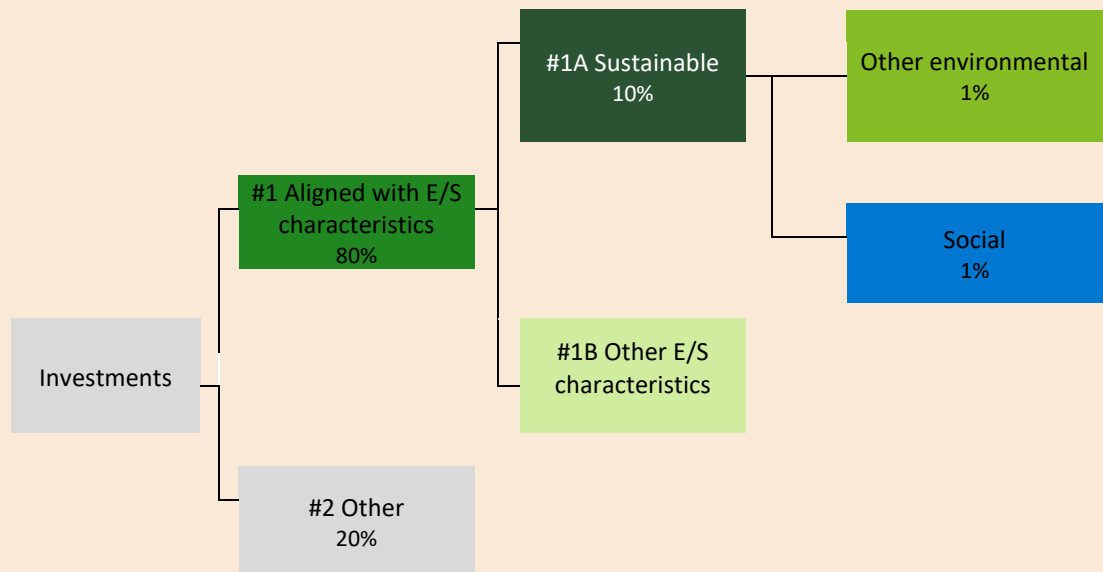 Investments
#1 Aligned with E/S
characteristics
80%
#2 Other
20%
#1A Sustainable
10%
#1B Other E/S
characteristics
Other environmental
1%
Social
1%